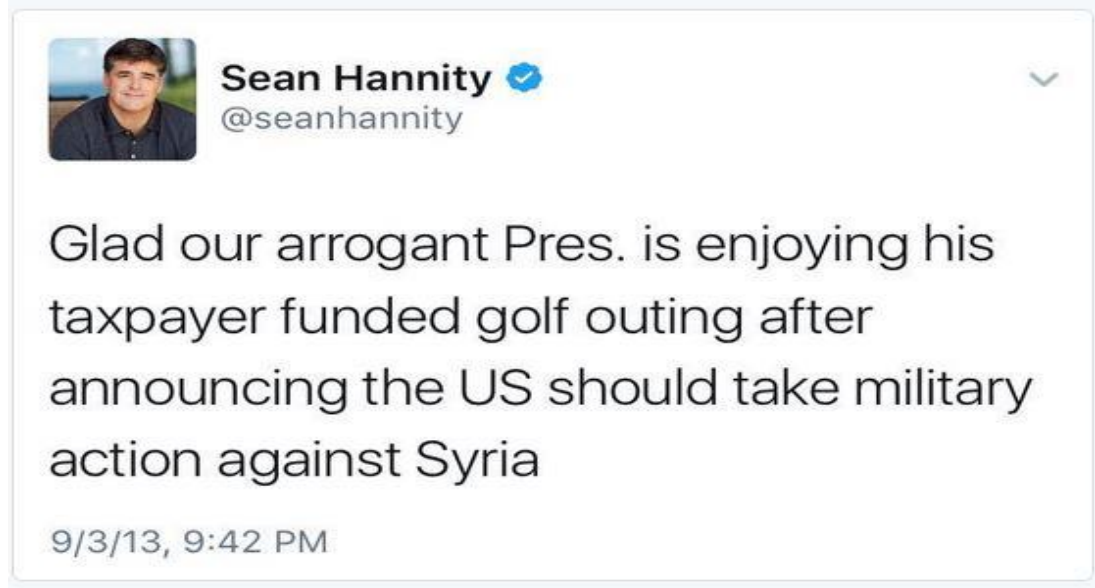 Sean Hannity
@seanhannity
Glad our arrogant Pres. is enjoying his
taxpayer funded golf outing after
announcing the US should take military
action against Syria
9/3/13, 9:42 PM